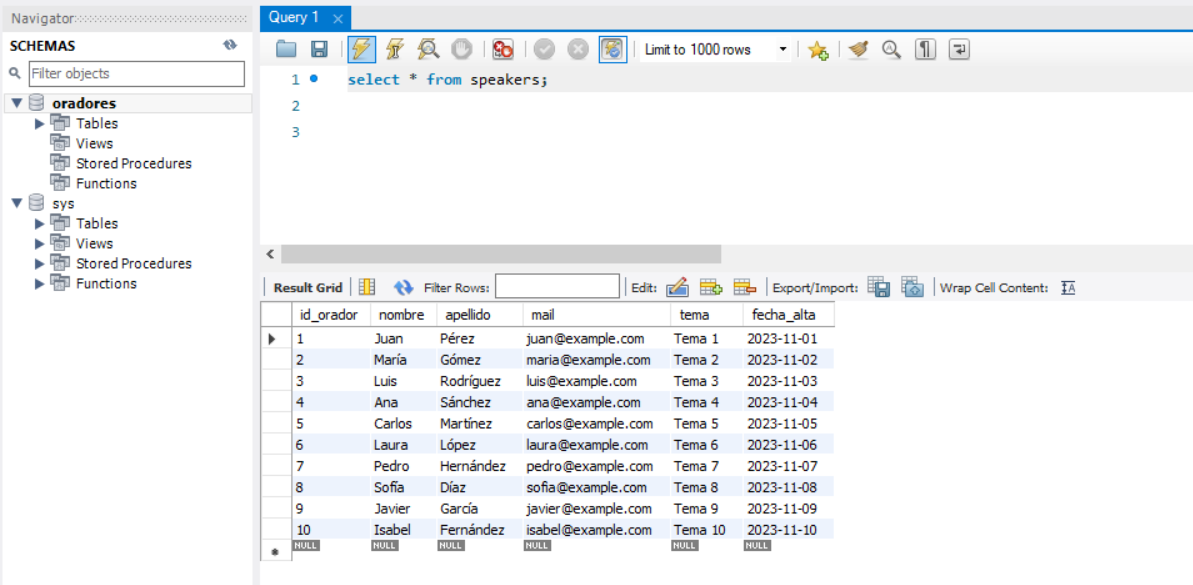 Navigator
SCHEMAS
Filter objects
oradores
Tables
Views
Stored Procedures
Functions
sys
Tables
Views
Stored Procedures
Functions
Query 1
Limit to 1000 rows
1 select * from speakers;
2
3
Result Grid Filter Rows: Edit: Export/Import: Wrap Cell Content:
id_orador nombre apellido mail tema fecha_alta
1 Juan Pérez juan@example.com Tema 1 2023-11-01
2 María Gómez maria@example.com Tema 2 2023-11-02
3 Luis Rodríguez luis@example.com Tema 3 2023-11-03
4 Ana Sánchez ana@example.com Tema 4 2023-11-04
5 Carlos Martínez carlos@example.com Tema 5 2023-11-05
6 Laura López laura@example.com Tema 6 2023-11-06
7 Pedro Hernández pedro@example.com Tema 7 2023-11-07
8 Sofía Díaz sofia@example.com Tema 8 2023-11-08
9 Javier García javier@example.com Tema 9 2023-11-09
10 Isabel Fernández isabel@example.com Tema 10 2023-11-10
NULL NULL NULL NULL NULL NULL